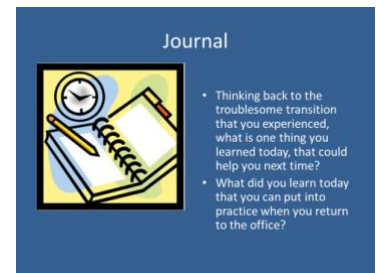 Journal
• Thinking back to the
troublesome transition
that you experienced,
what is one thing you
learned today, that could
help you next time?
• What did you learn today
that you can put into
practice when you return
to the office?